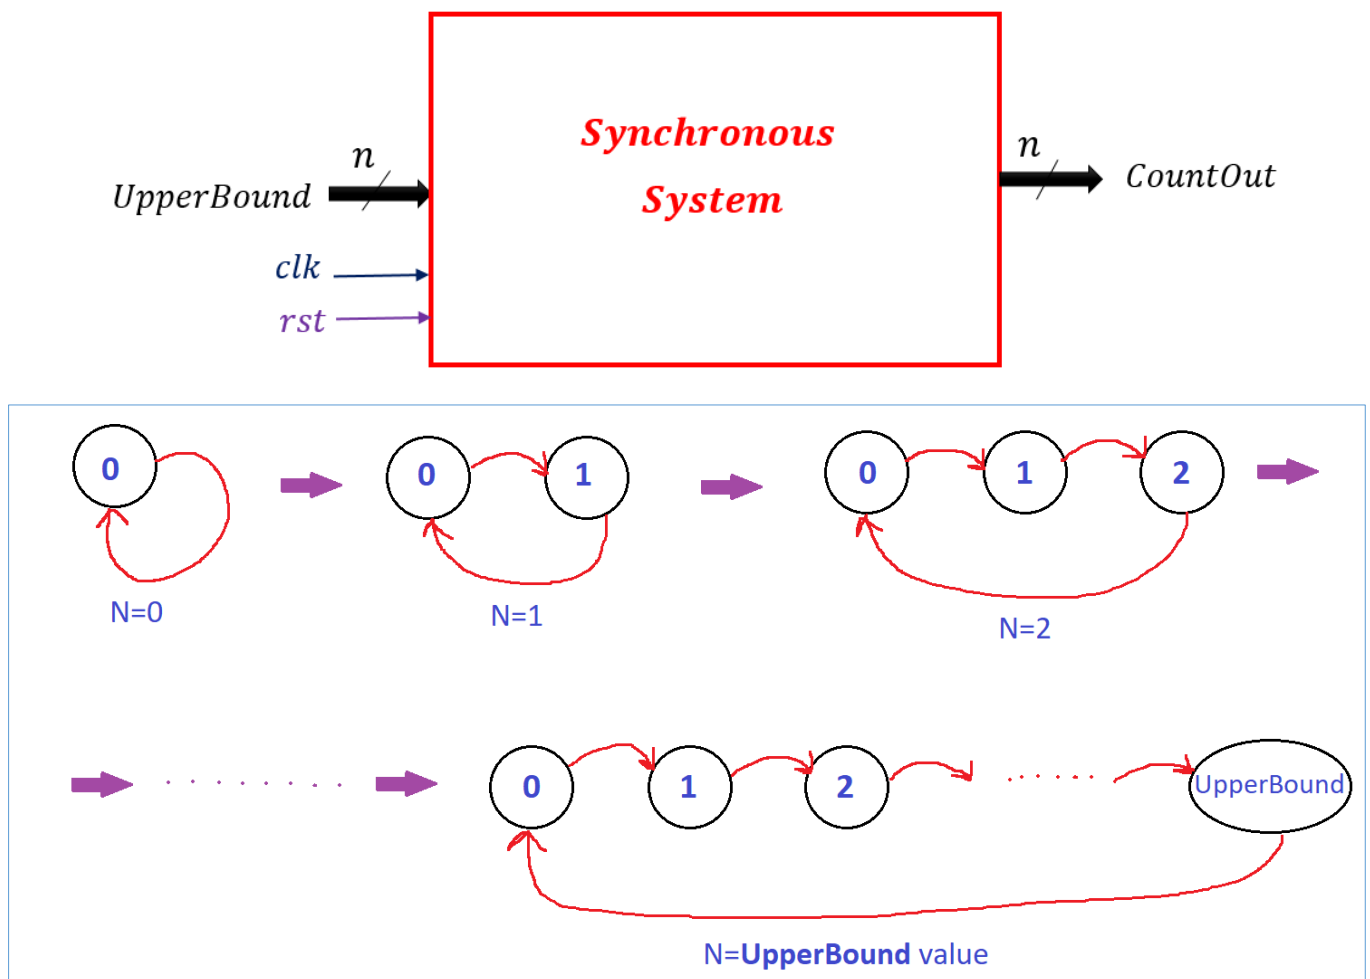 n
UpperBound
clk
rst
Synchronous
System
n
CountOut
0
0 1
0 1 2
N=0
N=1
N=2
0 1 2 UpperBound
N=UpperBound value